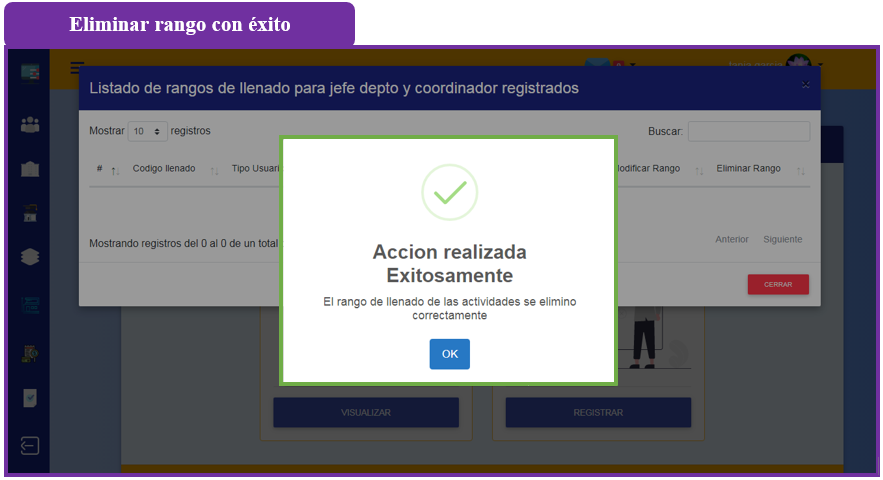 Eliminar rango con éxito
Listado de rangos de llenado para jefe depto y coordinador registrados
×
Mostrar 10 registros
Buscar:
# Codigo llenado Tipo Usuari
Modificar Rango Eliminar Rango
Mostrando registros del 0 al 0 de un total
Anterior Siguiente
CERRAR
Accion realizada
Exitosamente
El rango de llenado de las actividades se elimino
correctamente
OK
VISUALIZAR
REGISTRAR